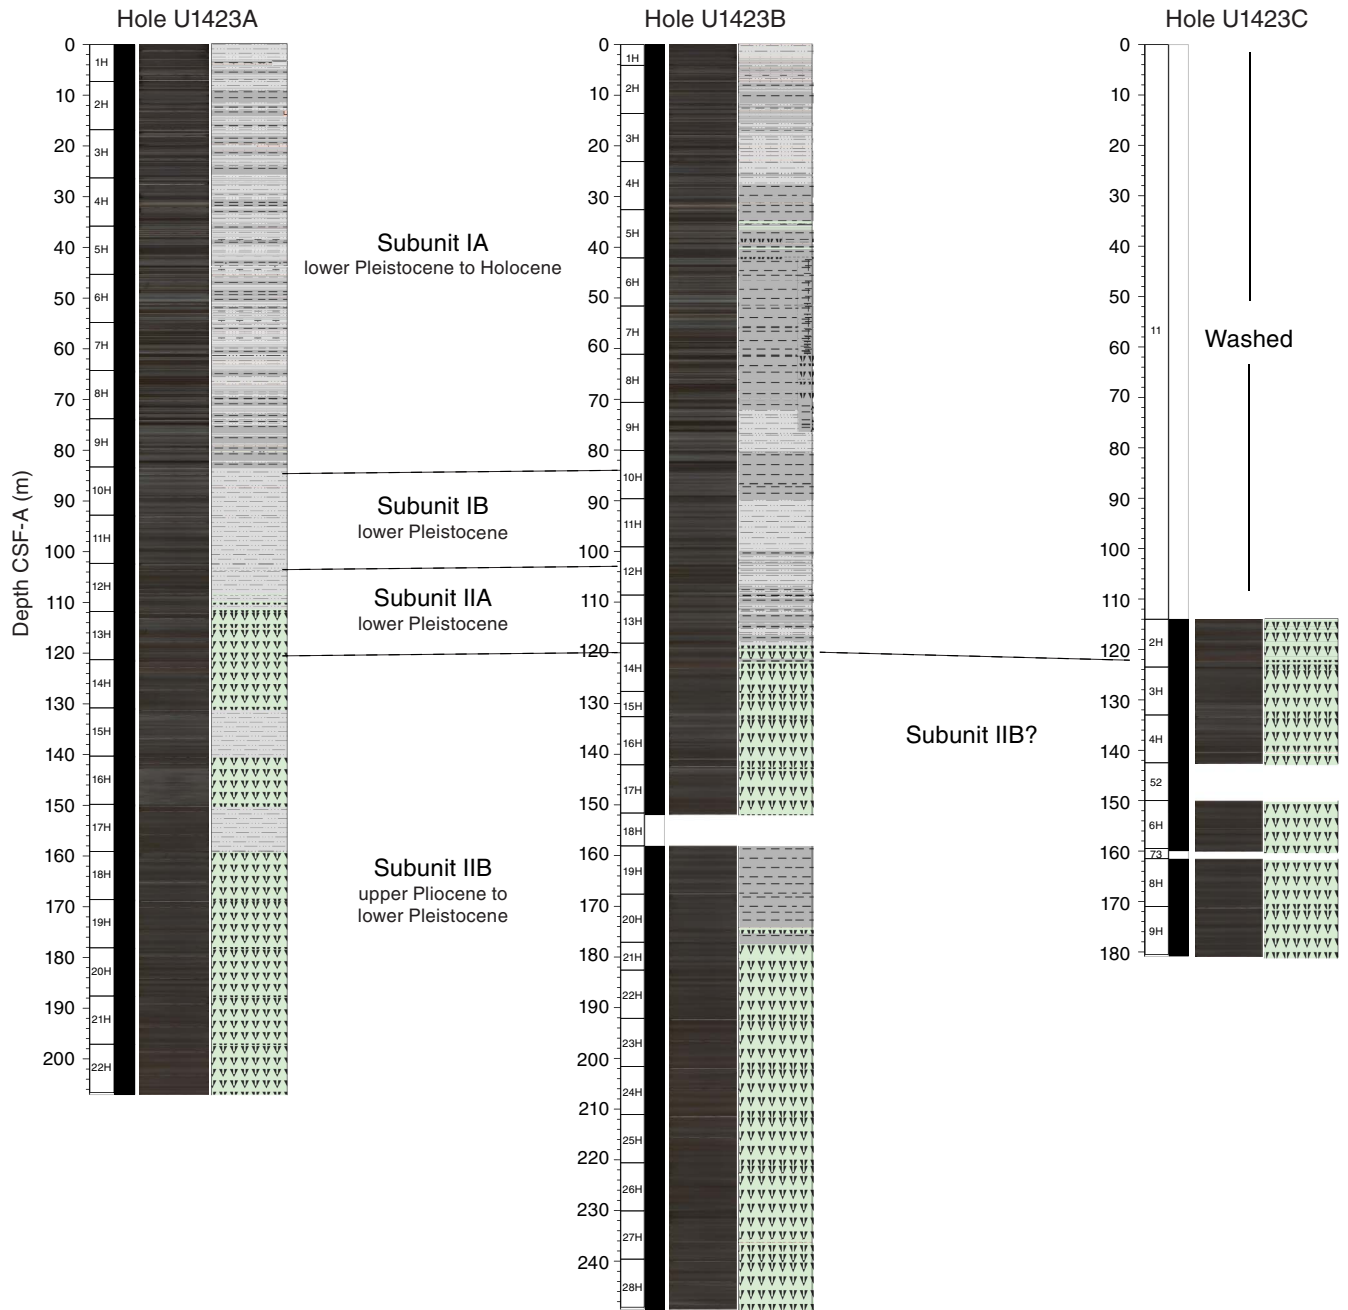 Hole U1423A
Hole U1423B
Hole U1423C
Depth CSF-A (m)
0
10
20
30
40
50
60
70
80
90
100
110
120
130
140
150
160
170
180
190
200
1H
2H
3H
4H
5H
6H
7H
8H
9H
10H
11H
12H
13H
14H
15H
16H
17H
18H
19H
20H
21H
22H
Subunit IA
lower Pleistocene to Holocene
Subunit IB
lower Pleistocene
Subunit IIA
lower Pleistocene
Subunit IIB
upper Pliocene to
lower Pleistocene
0
10
20
30
40
50
60
70
80
90
100
110
120
130
140
150
160
170
180
190
200
210
220
230
240
1H
2H
3H
4H
5H
6H
7H
8H
9H
10H
11H
12H
13H
14H
15H
16H
17H
18H
19H
20H
21H
22H
23H
24H
25H
26H
27H
28H
Subunit IIB?
0
10
20
30
40
50
60
70
80
90
100
110
120
130
140
150
160
170
180
11
2H
3H
4H
52
6H
73
8H
9H
Washed